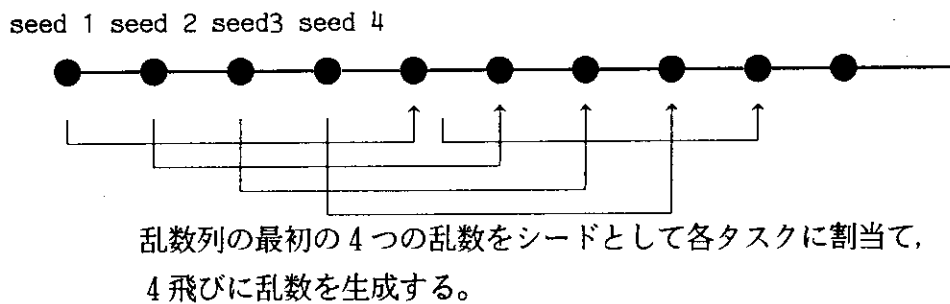 seed 1 seed 2 seed3 seed 4
乱数列の最初の4つの乱数をシードとして各タスクに割当て,
4飛びに乱数を生成する。